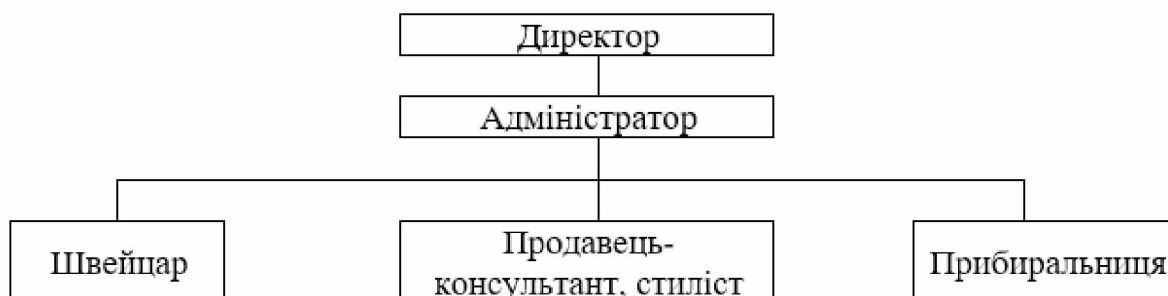 Директор
Адміністратор
Швейцар
Продавець-
консультант, стиліст
Прибиральниця